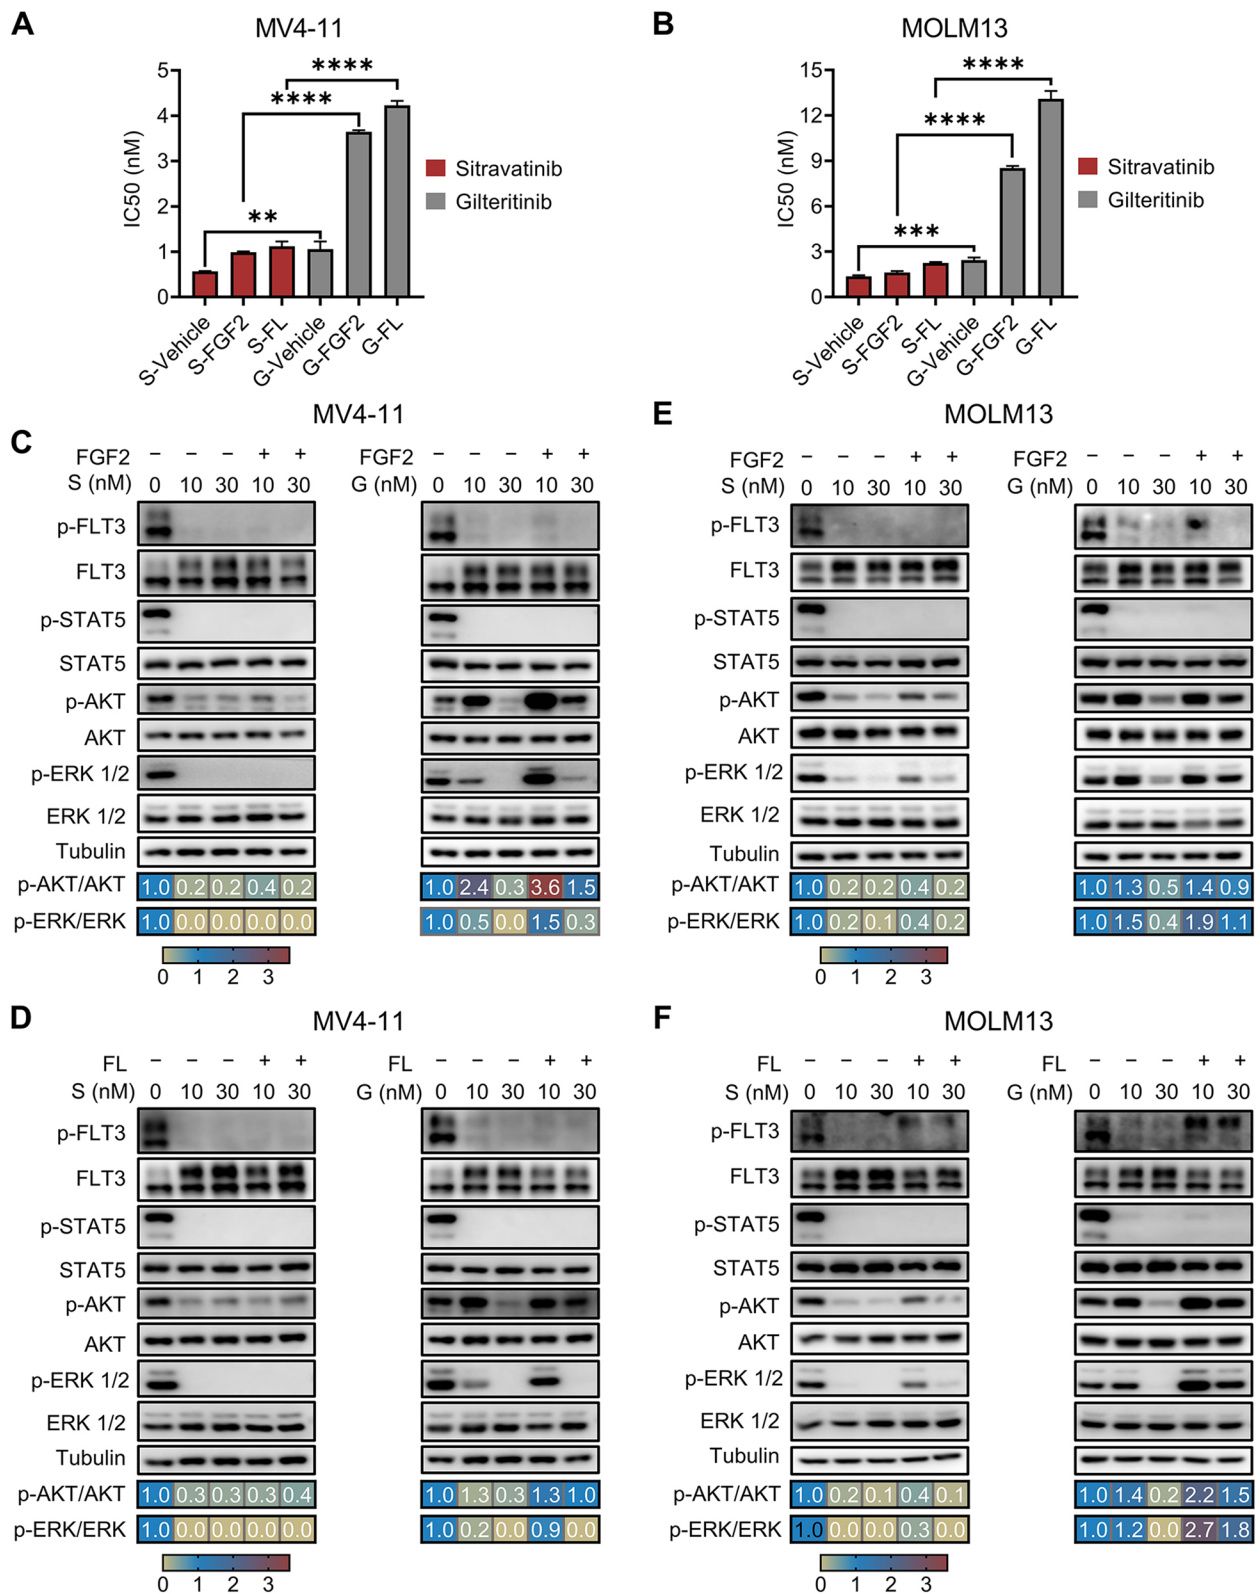 A
MV4-11
IC50 (nM)
5
4
3
2
1
0
****
****
**
S-Vehicle
S-FGF2
S-FL
G-Vehicle
G-FGF2
G-FL
Sitravatinib
Gilteritinib
B
MOLM13
IC50 (nM)
15
12
9
6
3
0
****
****
***
S-Vehicle
S-FGF2
S-FL
G-Vehicle
G-FGF2
G-FL
Sitravatinib
Gilteritinib
C
MV4-11
FGF2 − − − + +
S (nM) 0 10 30 10 30
FGF2 − − − + +
G (nM) 0 10 30 10 30
p-FLT3
FLT3
p-STAT5
STAT5
p-AKT
AKT
p-ERK 1/2
ERK 1/2
Tubulin
p-AKT/AKT 1.0 0.2 0.2 0.4 0.2 1.0 2.4 0.3 3.6 1.5
p-ERK/ERK 1.0 0.0 0.0 0.0 0.0 1.0 0.5 0.0 1.5 0.3
0 1 2 3
E
MOLM13
FGF2 − − − + +
S (nM) 0 10 30 10 30
FGF2 − − − + +
G (nM) 0 10 30 10 30
p-FLT3
FLT3
p-STAT5
STAT5
p-AKT
AKT
p-ERK 1/2
ERK 1/2
Tubulin
p-AKT/AKT 1.0 0.2 0.2 0.4 0.2 1.0 1.3 0.5 1.4 0.9
p-ERK/ERK 1.0 0.2 0.1 0.4 0.2 1.0 1.5 0.4 1.9 1.1
0 1 2 3
D
MV4-11
FL − − − + +
S (nM) 0 10 30 10 30
FL − − − + +
G (nM) 0 10 30 10 30
p-FLT3
FLT3
p-STAT5
STAT5
p-AKT
AKT
p-ERK 1/2
ERK 1/2
Tubulin
p-AKT/AKT 1.0 0.3 0.3 0.3 0.4 1.0 1.3 0.3 1.3 1.0
p-ERK/ERK 1.0 0.0 0.0 0.0 0.0 1.0 0.2 0.0 0.9 0.0
0 1 2 3
F
MOLM13
FL − − − + +
S (nM) 0 10 30 10 30
FL − − − + +
G (nM) 0 10 30 10 30
p-FLT3
FLT3
p-STAT5
STAT5
p-AKT
AKT
p-ERK 1/2
ERK 1/2
Tubulin
p-AKT/AKT 1.0 0.2 0.1 0.4 0.1 1.0 1.4 0.2 2.2 1.5
p-ERK/ERK 1.0 0.0 0.0 0.3 0.0 1.0 1.2 0.0 2.7 1.8
0 1 2 3